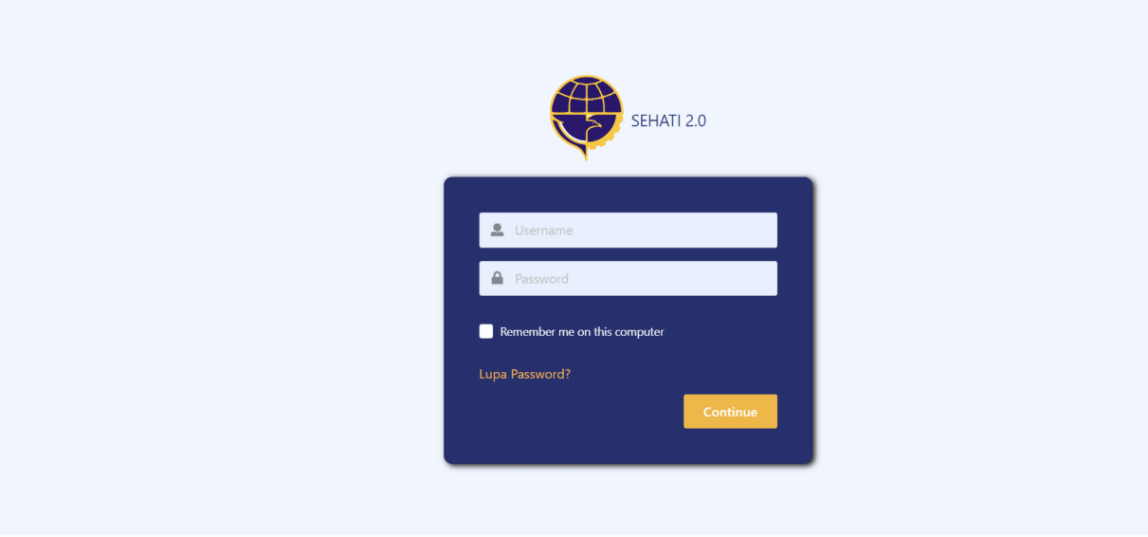 SEHATI 2.0
Username
Password
Remember me on this computer
Lupa Password?
Continue